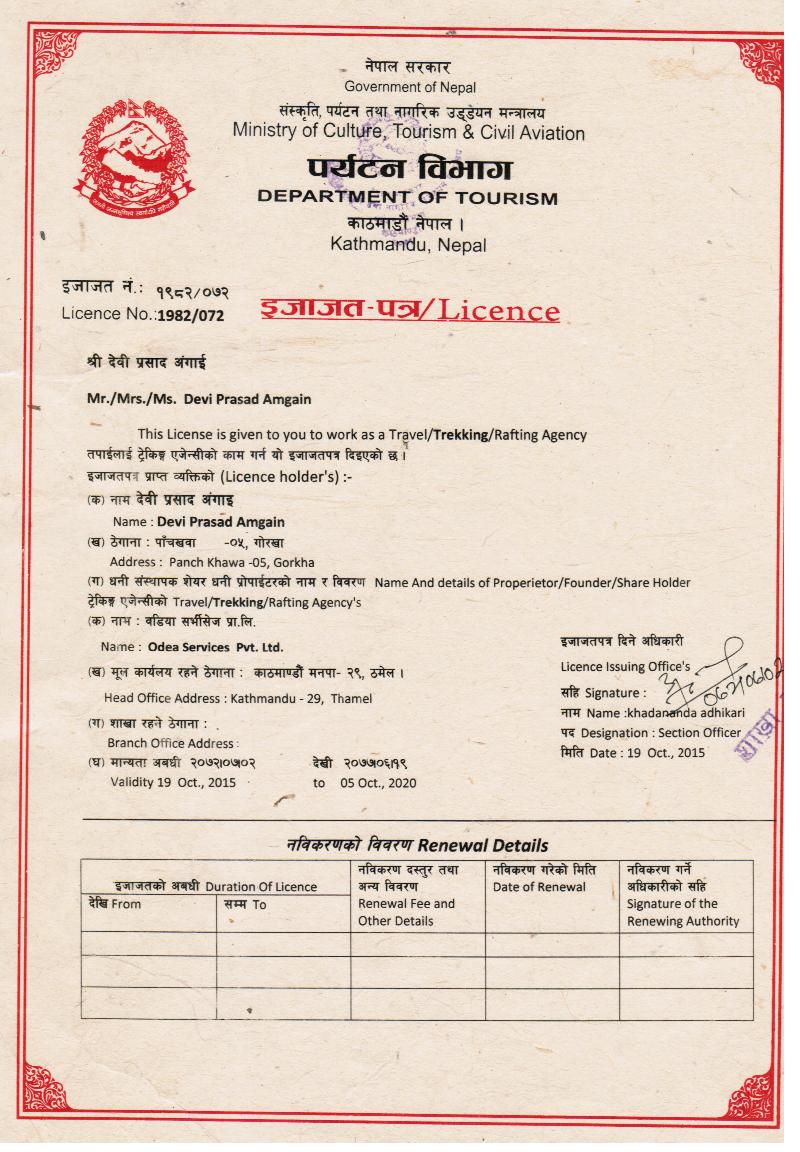 नेपाल सरकार
Government of Nepal
संस्कृति, पर्यटन तथा नागरिक उड्डेयन मन्त्रालय
Ministry of Culture, Tourism & Civil Aviation
पर्यटन विभाग
DEPARTMENT OF TOURISM
काठमाडौं नेपाल ।
Kathmandu, Nepal
इजाजत नं.: १९८२/०७२
Licence No.:1982/072
इजाजत-पत्र/Licence
श्री देवी प्रसाद अंगाई
Mr./Mrs./Ms. Devi Prasad Amgain
This License is given to you to work as a Travel/Trekking/Rafting Agency
तपाईलाई ट्रेकिङ्ग एजेन्सीको काम गर्न यो इजाजतपत्र दिइएको छ ।
इजाजतपत्र प्राप्त व्यक्तिको (Licence holder's) :-
(क) नाम देवी प्रसाद अंगाइ
Name : Devi Prasad Amgain
(ख) ठेगाना : पाँचखवा -०५, गोरखा
Address : Panch Khawa -05, Gorkha
(ग) धनी संस्थापक शेयर धनी प्रोपाईटरको नाम र विवरण Name And details of Properietor/Founder/Share Holder
ट्रेकिङ्ग एजेन्सीको Travel/Trekking/Rafting Agency's
(क) नाम : वडिया सर्भीसेज प्रा.लि.
Name : Odea Services Pvt. Ltd.
(ख) मूल कार्यलय रहने ठेगाना : काठमाण्डौं मनपा- २९, ठमेल ।
Head Office Address : Kathmandu - 29, Thamel
(ग) शाखा रहने ठेगाना :
Branch Office Address :
(घ) मान्यता अबधी २०७२।०७।०२ देखी २०७७।०६।१९
Validity 19 Oct., 2015 to 05 Oct., 2020
इजाजतपत्र दिने अधिकारी
Licence Issuing Office's
सहि Signature :
नाम Name :khadananda adhikari
पद Designation : Section Officer
मिति Date : 19 Oct., 2015
शाखा
नविकरणको विवरण Renewal Details
इजाजतको अबधी Duration Of Licence
देखि From
सम्म To
नविकरण दस्तुर तथा
अन्य विवरण
Renewal Fee and
Other Details
नविकरण गरेको मिति
Date of Renewal
नविकरण गर्ने
अधिकारीको सहि
Signature of the
Renewing Authority